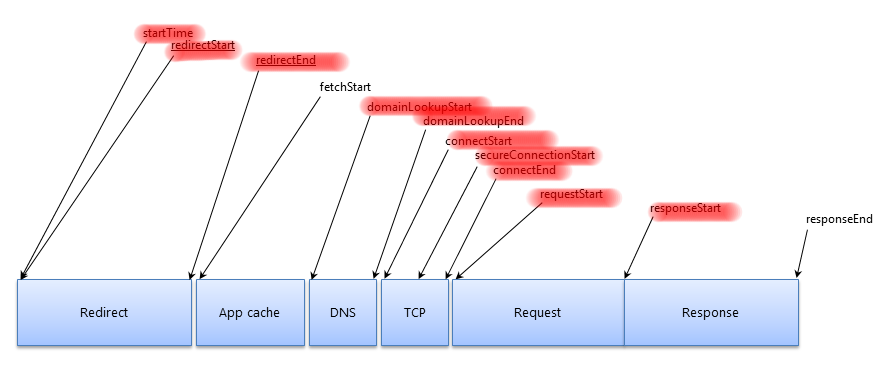 startTime
redirectStart
redirectEnd
fetchStart
domainLookupStart
domainLookupEnd
connectStart
secureConnectionStart
connectEnd
requestStart
responseStart
responseEnd
Redirect
App cache
DNS
TCP
Request
Response